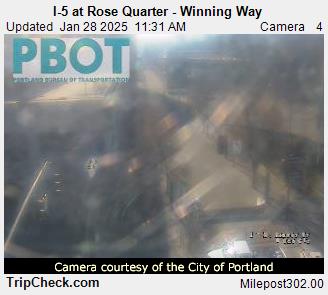 I-5 at Rose Quarter - Winning Way
Updated Jan 28 2025 11:31 AM Camera 4
PBOT
PORTLAND BUREAU OF TRANSPORTATION
Camera courtesy of the City of Portland
TripCheck.com Milepost302.00